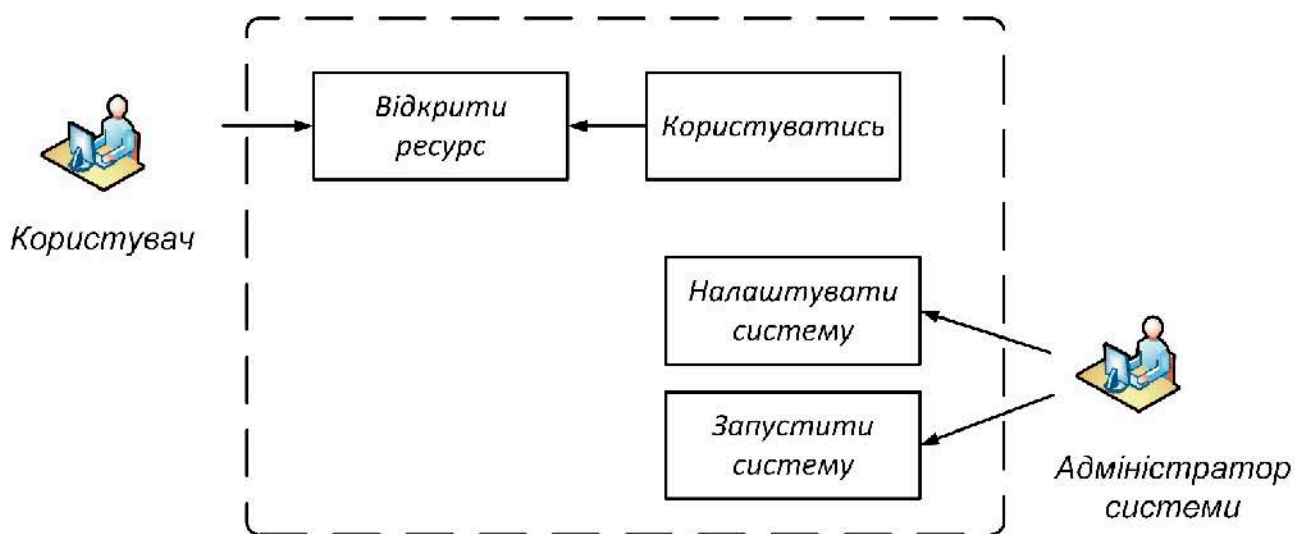 Відкрити
ресурс
Користуватись
Користувач
Налаштувати
систему
Запустити
систему
Адміністратор
системи